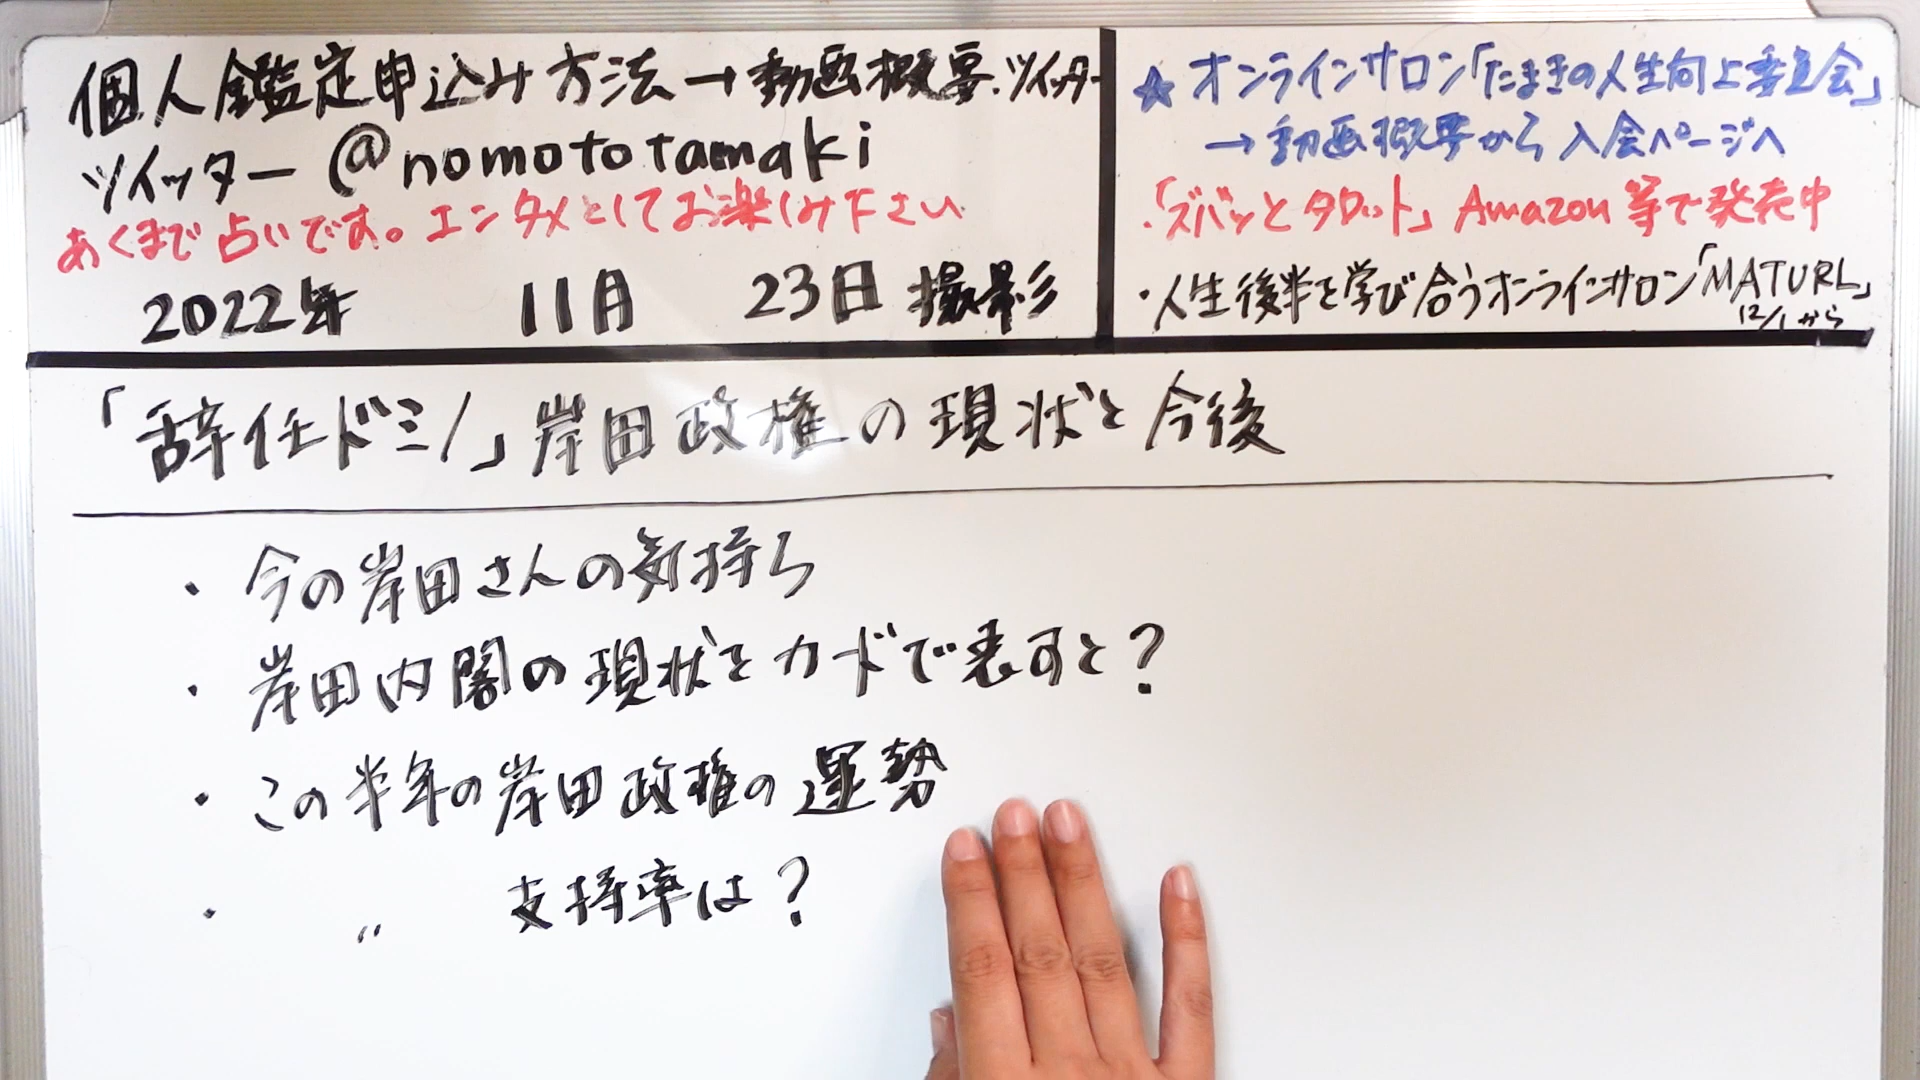 個人鑑定申込み方法→動画概要.ツイッター
ツイッター @nomototamaki
あくまで占いです。エンタメとしてお楽しみ下さい
2022年 11月 23日 撮影
☆オンラインサロン「たまきの人生向上委員会」
→動画概要から入会ページへ
・「ズバッとタロット」Amazon等で発売中
・人生後半を学び合うオンラインサロン「MATURL」
12/1から
「辞任ドミノ」岸田政権の現状と今後
・今の岸田さんの気持ち
・岸田内閣の現状をカードで表すと?
・この半年の岸田政権の運勢
・ 〃 支持率は?